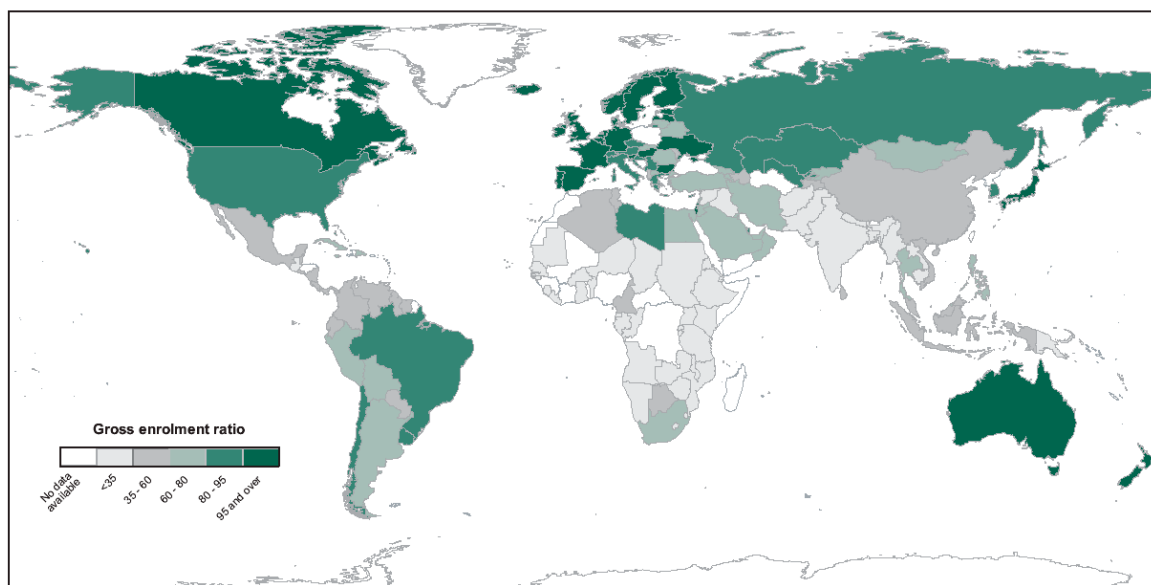 Gross enrolment ratio
No data
available
<35
35 - 60
60 - 80
80 - 95
95 and over